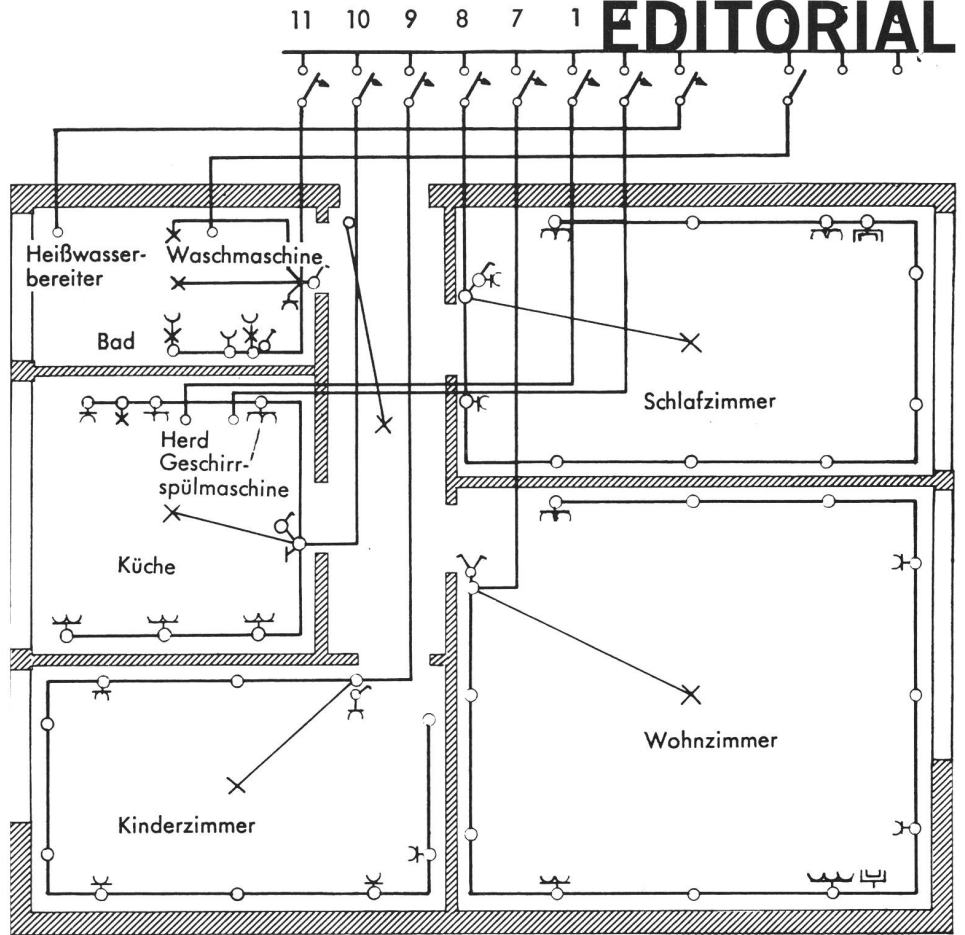 11 10 9 8 7 1 4 EDITORIAL
Heißwasser-
bereiter
Waschmaschine
Bad
Herd
Geschirr-
spülmaschine
Küche
Schlafzimmer
Wohnzimmer
Kinderzimmer